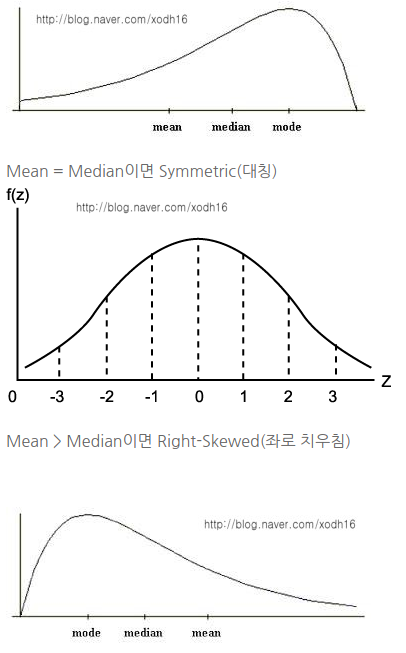 http://blog.naver.com/xodh16
mean median mode
Mean = Median이면 Symmetric(대칭)
f(z)
http://blog.naver.com/xodh16
0 -3 -2 -1 0 1 2 3 Z
Mean > Median이면 Right-Skewed(좌로 치우침)
http://blog.naver.com/xodh16
mode median mean